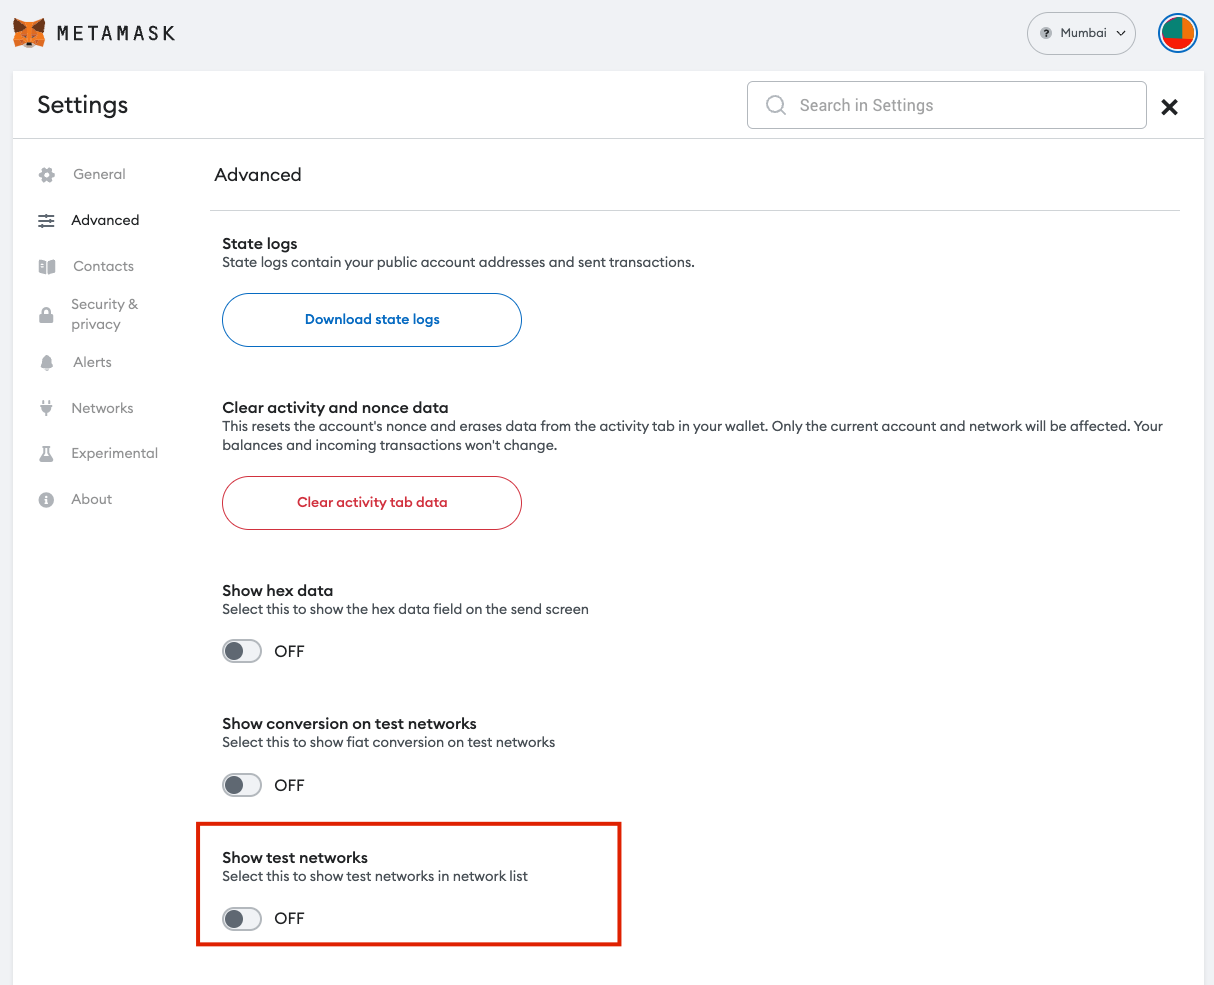 METAMASK
? Mumbai
Settings
Search in Settings
General
Advanced
Contacts
Security &
privacy
Alerts
Networks
Experimental
About
Advanced
State logs
State logs contain your public account addresses and sent transactions.
Download state logs
Clear activity and nonce data
This resets the account's nonce and erases data from the activity tab in your wallet. Only the current account and network will be affected. Your
balances and incoming transactions won't change.
Clear activity tab data
Show hex data
Select this to show the hex data field on the send screen
OFF
Show conversion on test networks
Select this to show fiat conversion on test networks
OFF
Show test networks
Select this to show test networks in network list
OFF